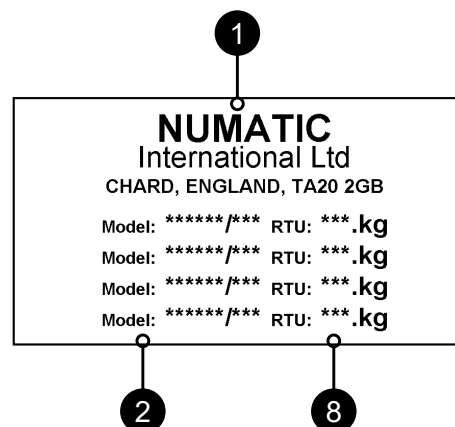 1
NUMATIC
International Ltd
CHARD, ENGLAND, TA20 2GB
Model: ******/*** RTU: ***.kg
Model: ******/*** RTU: ***.kg
Model: ******/*** RTU: ***.kg
Model: ******/*** RTU: ***.kg
2 8